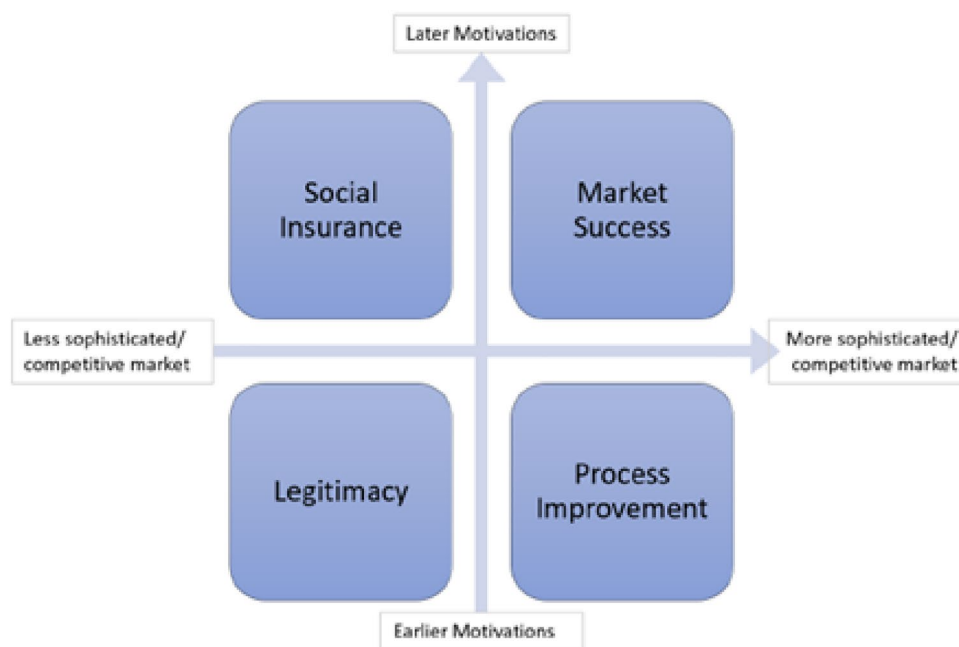 Later Motivations
Social
Insurance
Market
Success
Less sophisticated/
competitive market
More sophisticated/
competitive market
Legitimacy
Process
Improvement
Earlier Motivations